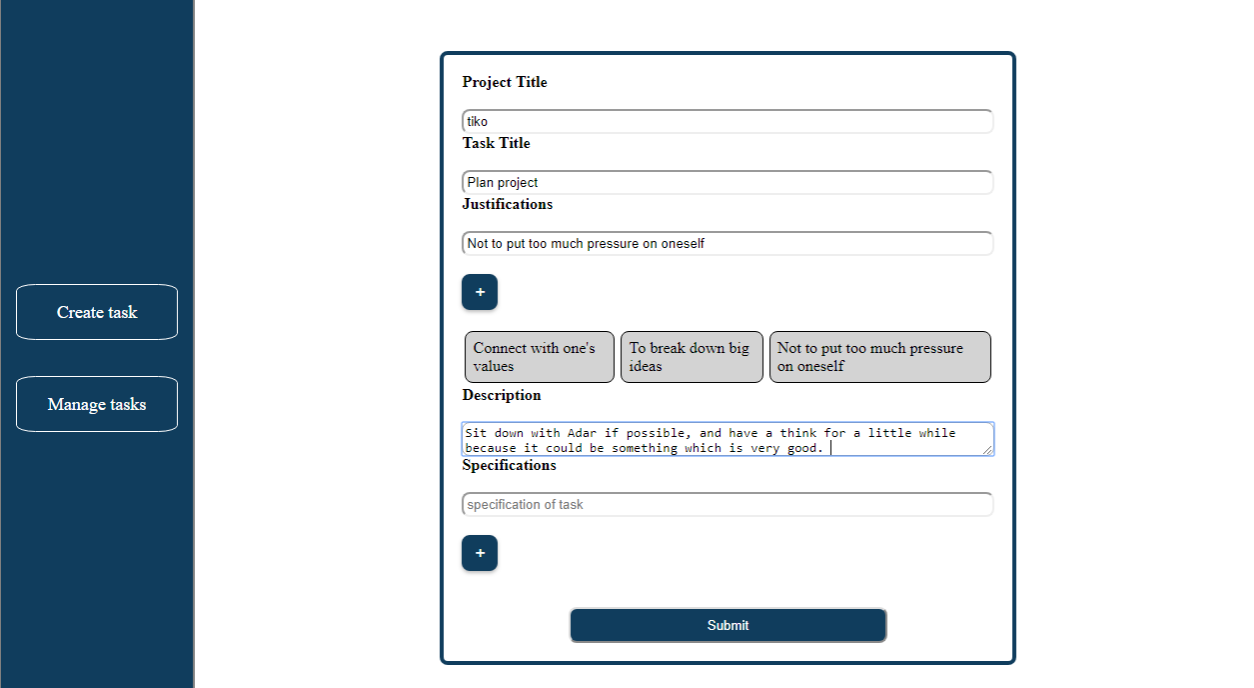 Create task
Manage tasks
Project Title
tiko
Task Title
Plan project
Justifications
Not to put too much pressure on oneself
+
Connect with one's
values
To break down big
ideas
Not to put too much pressure
on oneself
Description
Sit down with Adar if possible, and have a think for a little while
because it could be something which is very good.
Specifications
specification of task
+
Submit